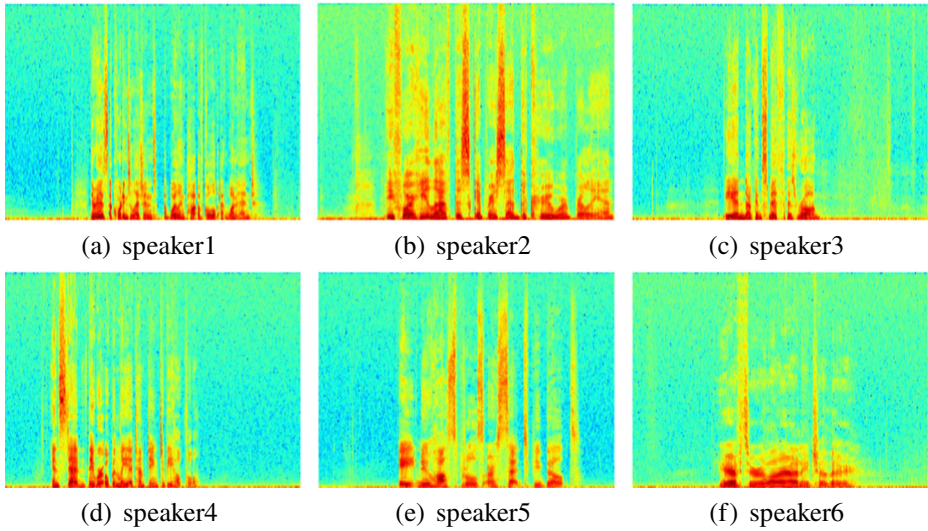 (a) speaker1
(b) speaker2
(c) speaker3
(d) speaker4
(e) speaker5
(f) speaker6